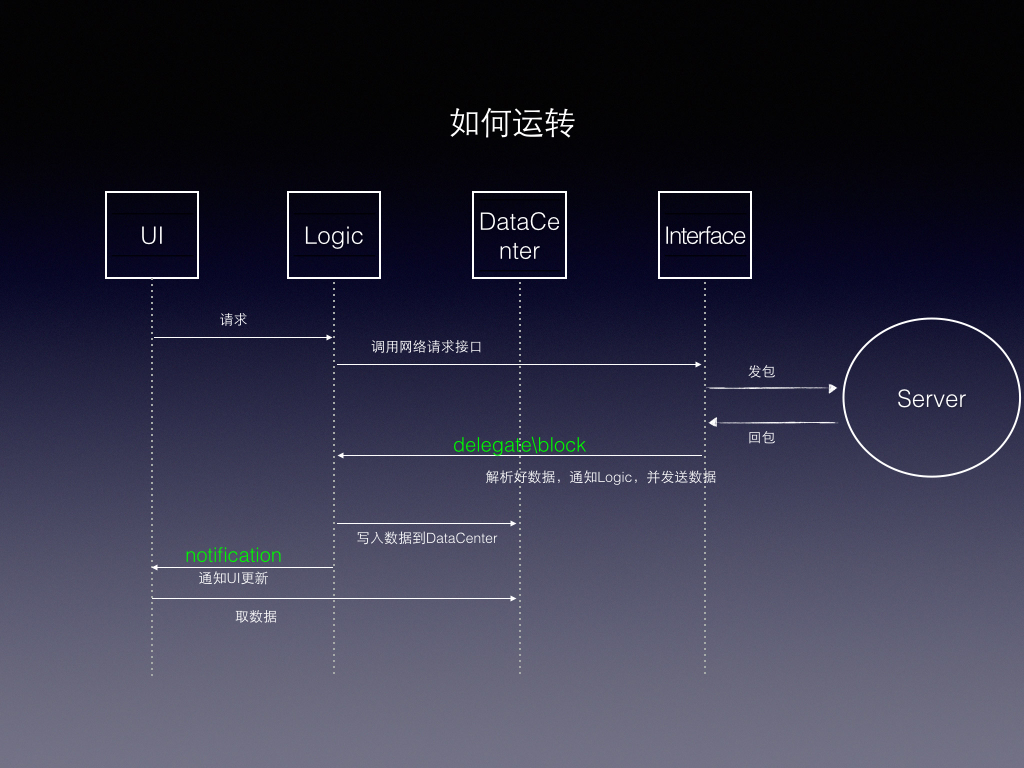 如何运转
UI
Logic
DataCe
nter
Interface
请求
调用网络请求接口
发包
Server
回包
delegate\block
解析好数据，通知Logic，并发送数据
写入数据到DataCenter
notification
通知UI更新
取数据